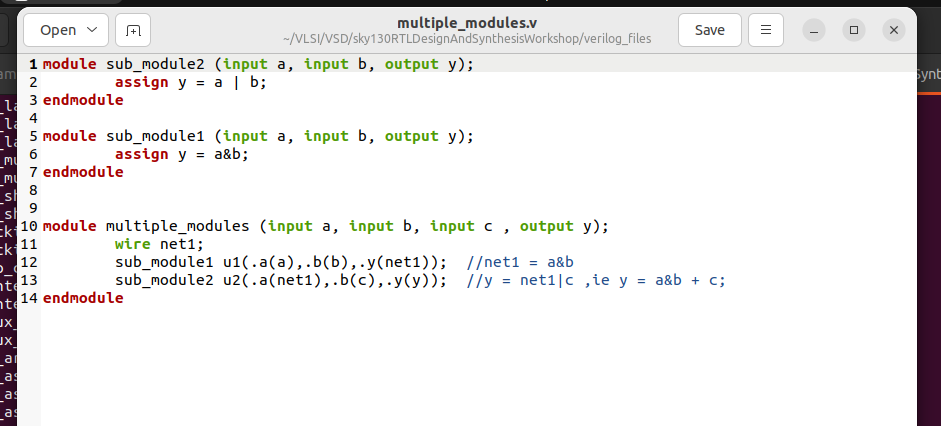 Open
multiple_modules.v
~/VLSI/VSD/sky130RTLDesignAndSynthesisWorkshop/verilog_files
Save
1 module sub_module2 (input a, input b, output y);
2 assign y = a | b;
3 endmodule
4
5 module sub_module1 (input a, input b, output y);
6 assign y = a&b;
7 endmodule
8
9
10 module multiple_modules (input a, input b, input c , output y);
11 wire net1;
12 sub_module1 u1(.a(a),.b(b),.y(net1)); //net1 = a&b
13 sub_module2 u2(.a(net1),.b(c),.y(y)); //y = net1|c ,ie y = a&b + c;
14 endmodule